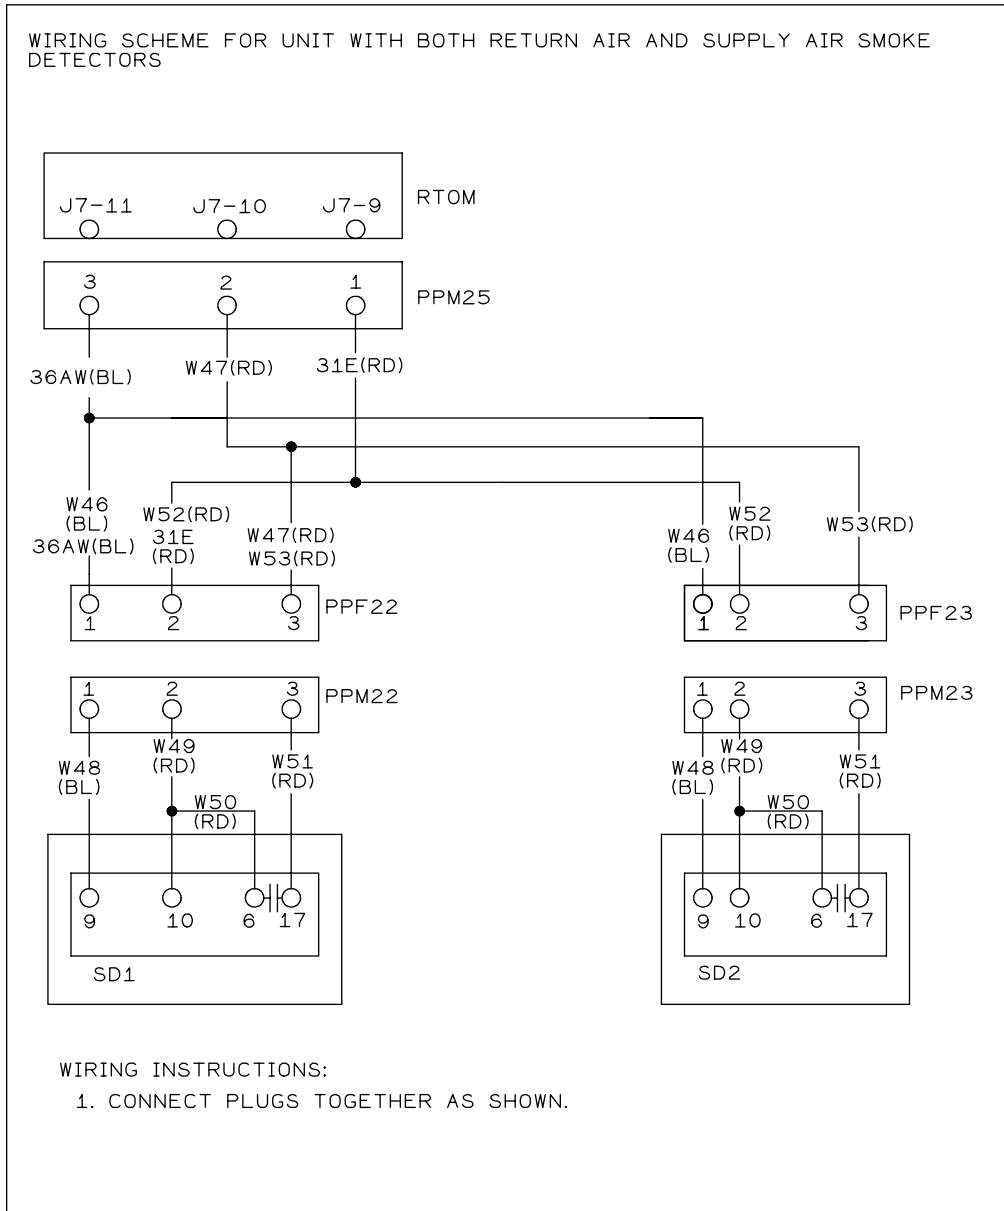 WIRING SCHEME FOR UNIT WITH BOTH RETURN AIR AND SUPPLY AIR SMOKE
DETECTORS
J7-11 J7-10 J7-9
RTOM
3 2 1
PPM25
36AW(BL) W47(RD) 31E(RD)
W46
(BL)
36AW(BL)
W52(RD)
31E
(RD)
W47(RD)
W53(RD)
W46
(BL)
W52
(RD)
W53(RD)
PPF22
1 2 3
PPF23
1 2 3
1 2 3
PPM22
1 2 3
PPM23
W48
(BL)
W49
(RD)
W51
(RD)
W50
(RD)
W48
(BL)
W49
(RD)
W51
(RD)
W50
(RD)
9 10 6 17
SD1
9 10 6 17
SD2
WIRING INSTRUCTIONS:
1. CONNECT PLUGS TOGETHER AS SHOWN.